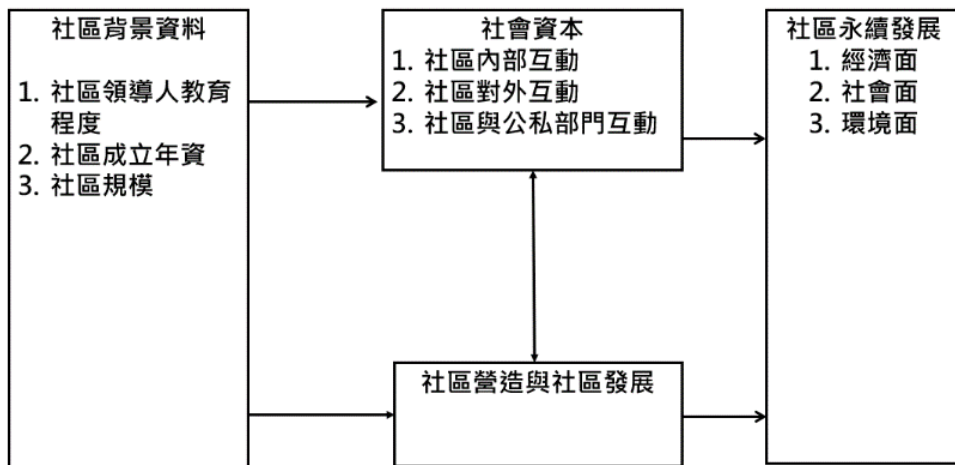 社區背景資料
1. 社區領導人教育
程度
2. 社區成立年資
3. 社區規模
社會資本
1. 社區內部互動
2. 社區對外互動
3. 社區與公私部門互動
社區營造與社區發展
社區永續發展
1. 經濟面
2. 社會面
3. 環境面